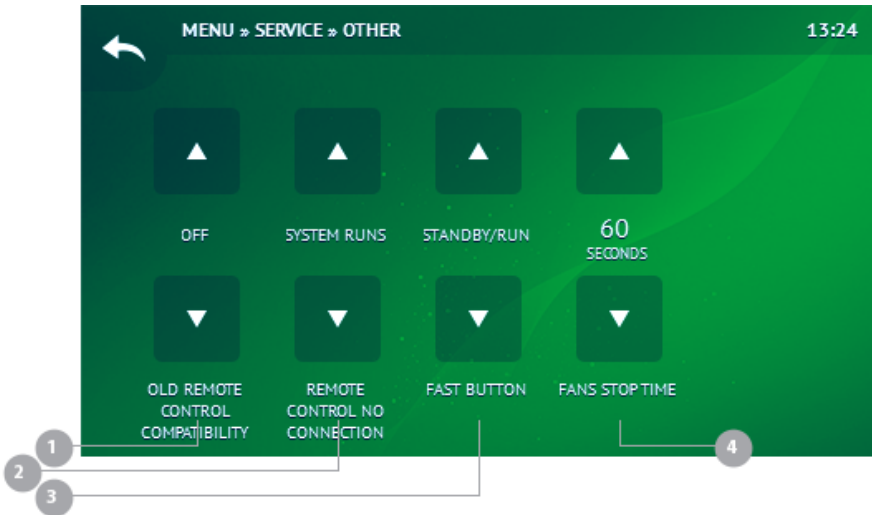 MENU » SERVICE » OTHER
13:24
OFF
SYSTEM RUNS
STANDBY/RUN
60
SECONDS
OLD REMOTE
CONTROL
COMPATIBILITY
REMOTE
CONTROL NO
CONNECTION
FAST BUTTON
FANS STOP TIME
1
2
3
4